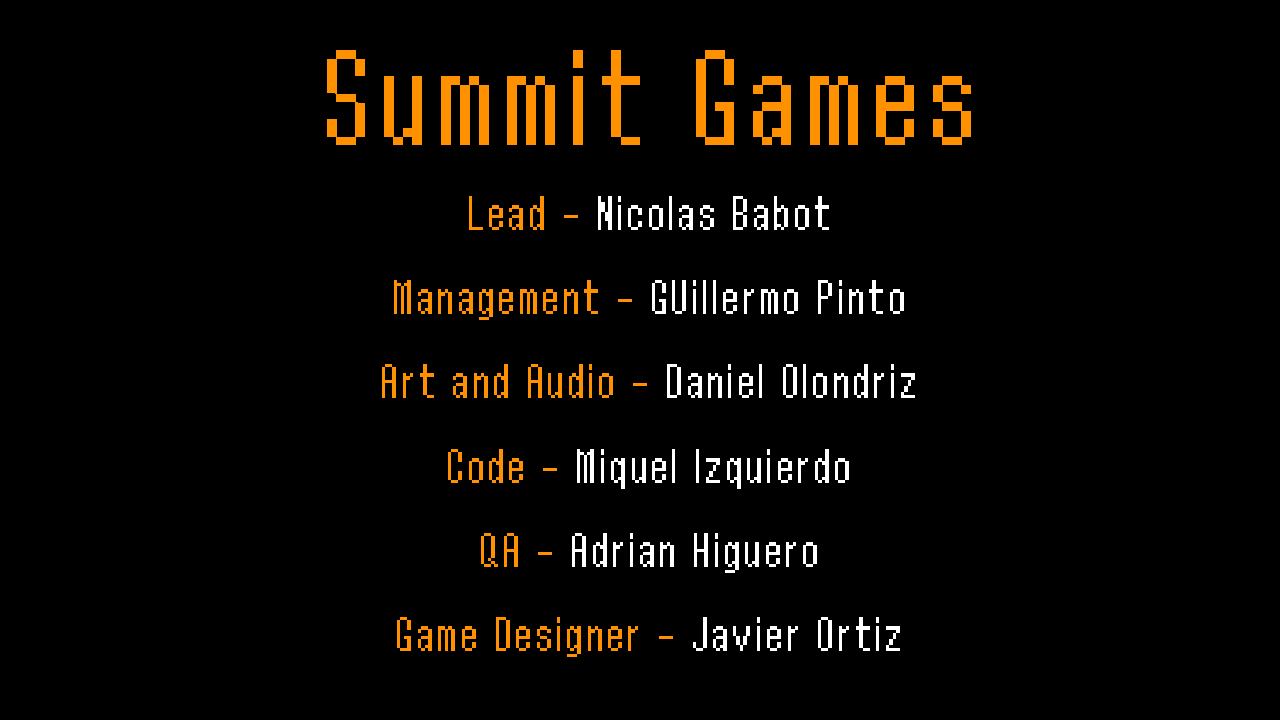 Summit Games
Lead - Nicolas Babot
Management - GUillermo Pinto
Art and Audio - Daniel Olondriz
Code - Miquel Izquierdo
QA - Adrian Higuero
Game Designer - Javier Ortiz